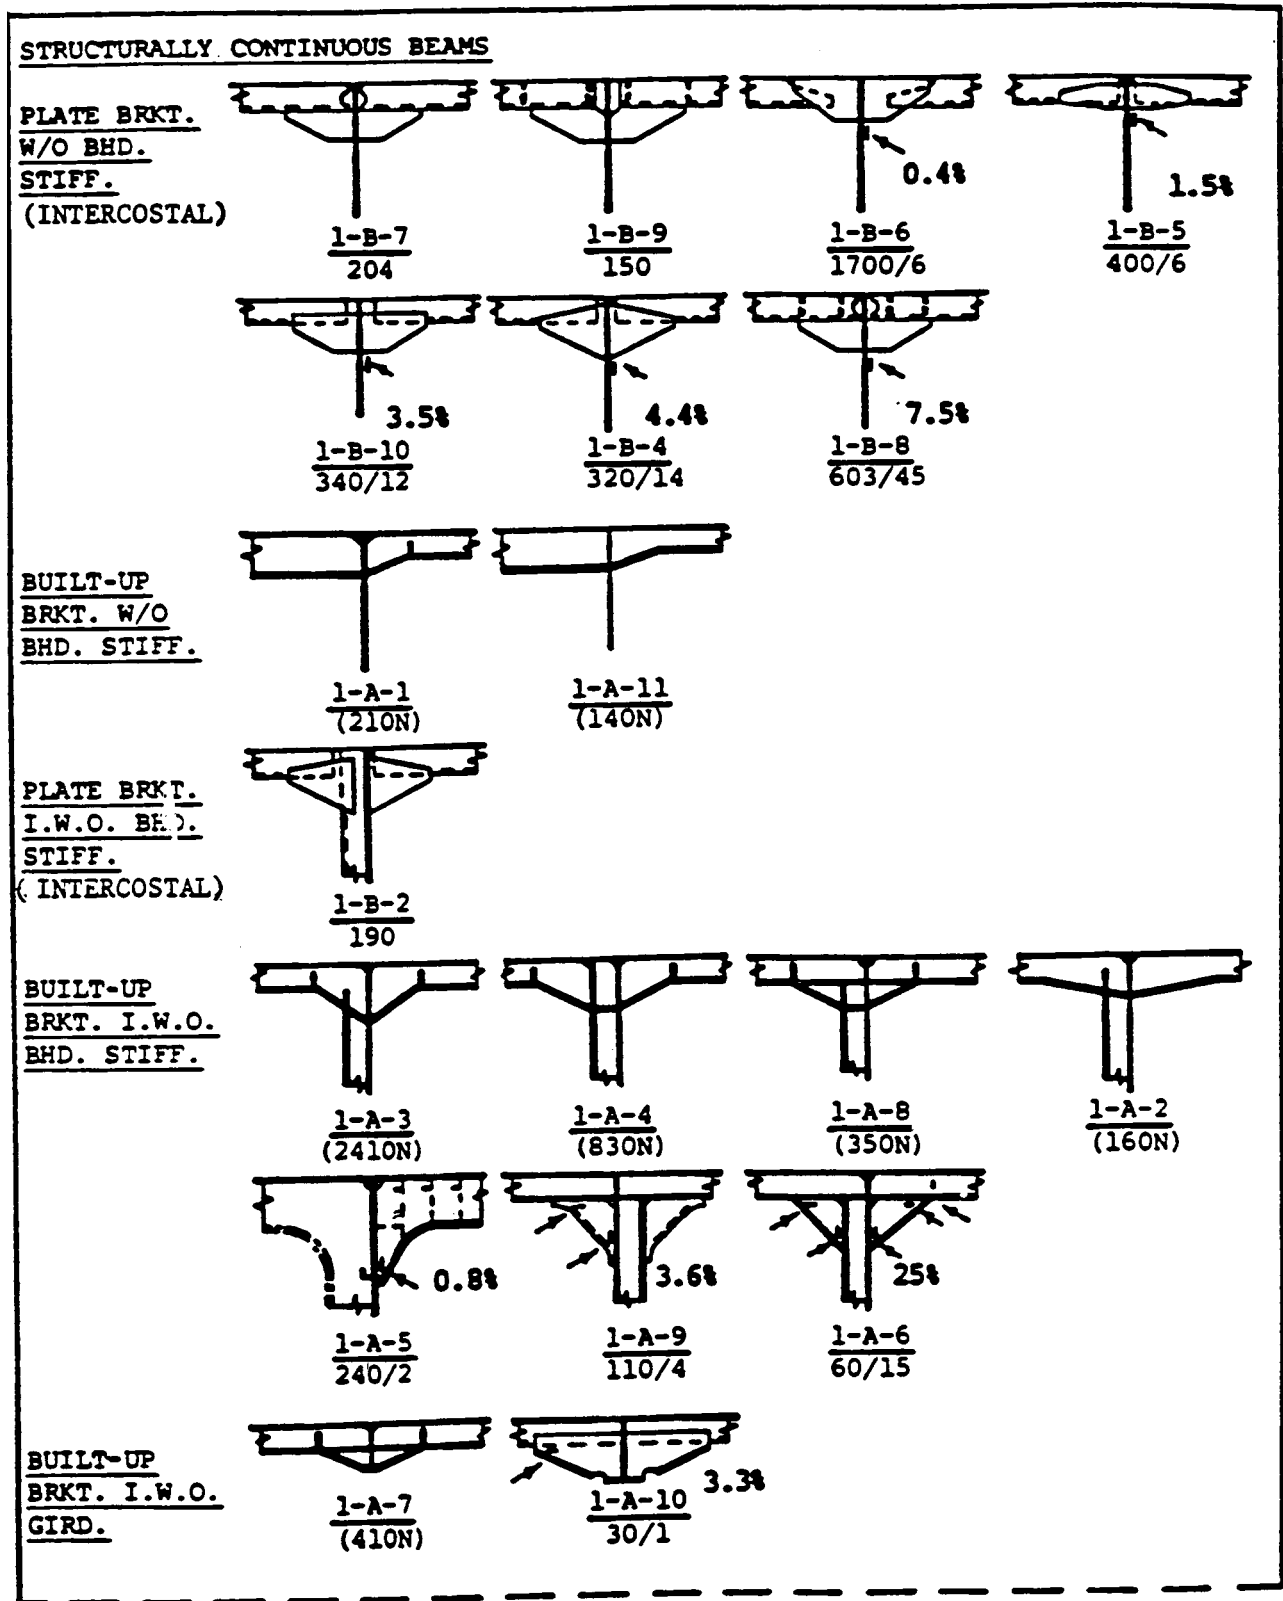 STRUCTURALLY CONTINUOUS BEAMS
PLATE BRKT.
W/O BHD.
STIFF.
(INTERCOSTAL)
0.4%
1.5%
1-B-7
204
1-B-9
150
1-B-6
1700/6
1-B-5
400/6
3.5%
4.4%
7.5%
1-B-10
340/12
1-B-4
320/14
1-B-8
603/45
BUILT-UP
BRKT. W/O
BHD. STIFF.
1-A-1
(210N)
1-A-11
(140N)
PLATE BRKT.
I.W.O. BHD.
STIFF.
(INTERCOSTAL)
1-B-2
190
BUILT-UP
BRKT. I.W.O.
BHD. STIFF.
1-A-3
(2410N)
1-A-4
(830N)
1-A-8
(350N)
1-A-2
(160N)
0.8%
3.6%
25%
1-A-5
240/2
1-A-9
110/4
1-A-6
60/15
BUILT-UP
BRKT. I.W.O.
GIRD.
3.3%
1-A-7
(410N)
1-A-10
30/1